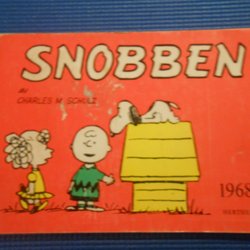 SNOBBEN
AV
CHARLES M. SCHULZ
1968